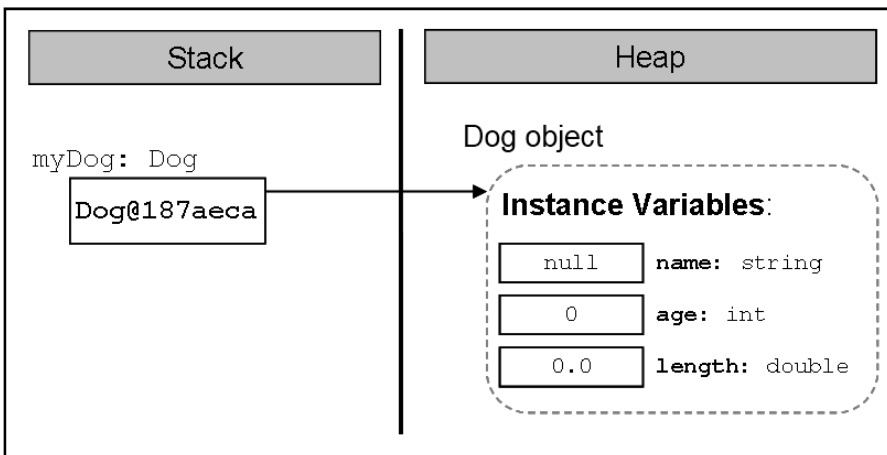 Stack
Heap
myDog: Dog
Dog@187aeca
Dog object
Instance Variables:
null name: string
0 age: int
0.0 length: double